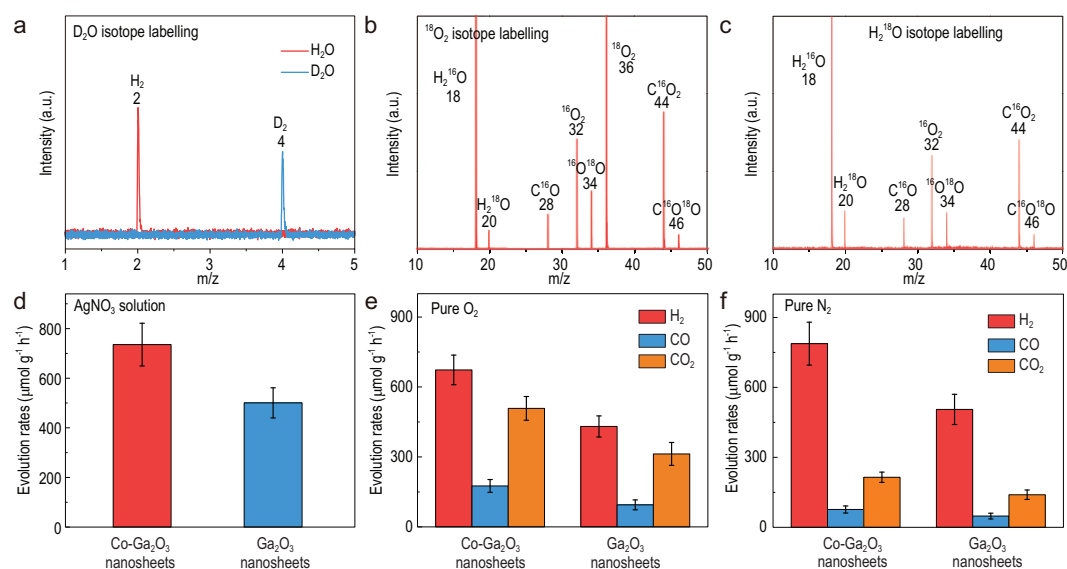 a
D₂O isotope labelling
H₂O
D₂O
H₂
2
D₂
4
Intensity (a.u.)
1 2 3 4 5
m/z
b
¹⁸O₂ isotope labelling
H₂¹⁶O
18
H₂¹⁸O
20
C¹⁶O
28
¹⁶O₂
32
¹⁶O¹⁸O
34
¹⁸O₂
36
C¹⁶O₂
44
C¹⁶O¹⁸O
46
Intensity (a.u.)
10 20 30 40 50
m/z
c
H₂¹⁸O isotope labelling
H₂¹⁶O
18
H₂¹⁸O
20
C¹⁶O
28
¹⁶O₂
32
¹⁶O¹⁸O
34
C¹⁶O₂
44
C¹⁶O¹⁸O
46
Intensity (a.u.)
10 20 30 40 50
m/z
d
AgNO₃ solution
Evolution rates (μmol g⁻¹ h⁻¹)
800
600
400
200
0
Co-Ga₂O₃
nanosheets
Ga₂O₃
nanosheets
e
Pure O₂
H₂
CO
CO₂
Evolution rates (μmol g⁻¹ h⁻¹)
900
600
300
0
Co-Ga₂O₃
nanosheets
Ga₂O₃
nanosheets
f
Pure N₂
H₂
CO
CO₂
Evolution rates (μmol g⁻¹ h⁻¹)
900
600
300
0
Co-Ga₂O₃
nanosheets
Ga₂O₃
nanosheets